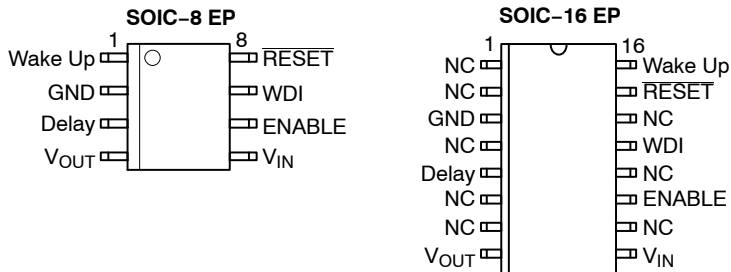 SOIC−8 EP
1 8
Wake Up RESET
GND WDI
Delay ENABLE
VOUT VIN
SOIC−16 EP
1 16
NC Wake Up
NC RESET
GND NC
NC WDI
Delay NC
NC ENABLE
NC NC
VOUT VIN